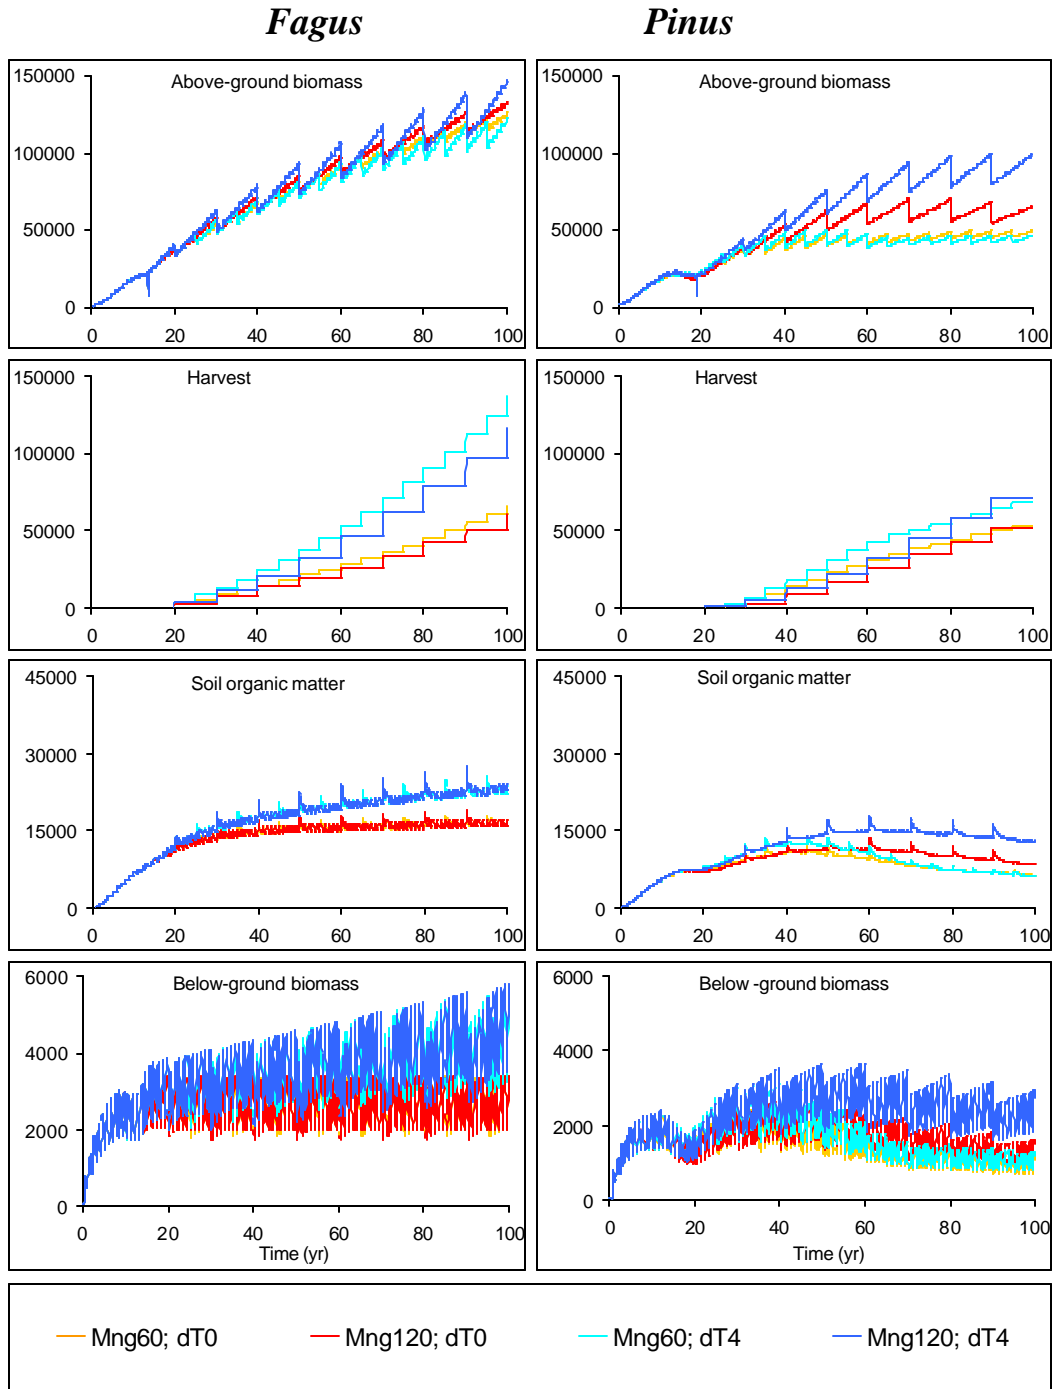 Fagus Pinus
Above-ground biomass
150000
100000
50000
0
0 20 40 60 80 100
Above-ground biomass
150000
100000
50000
0
0 20 40 60 80 100
Harvest
150000
100000
50000
0
0 20 40 60 80 100
Harvest
150000
100000
50000
0
0 20 40 60 80 100
Soil organic matter
45000
30000
15000
0
0 20 40 60 80 100
Soil organic matter
45000
30000
15000
0
0 20 40 60 80 100
Below-ground biomass
6000
4000
2000
0
0 20 40 60 80 100
Time (yr)
Below -ground biomass
6000
4000
2000
0
0 20 40 60 80 100
Time (yr)
Mng60; dT0 Mng120; dT0 Mng60; dT4 Mng120; dT4